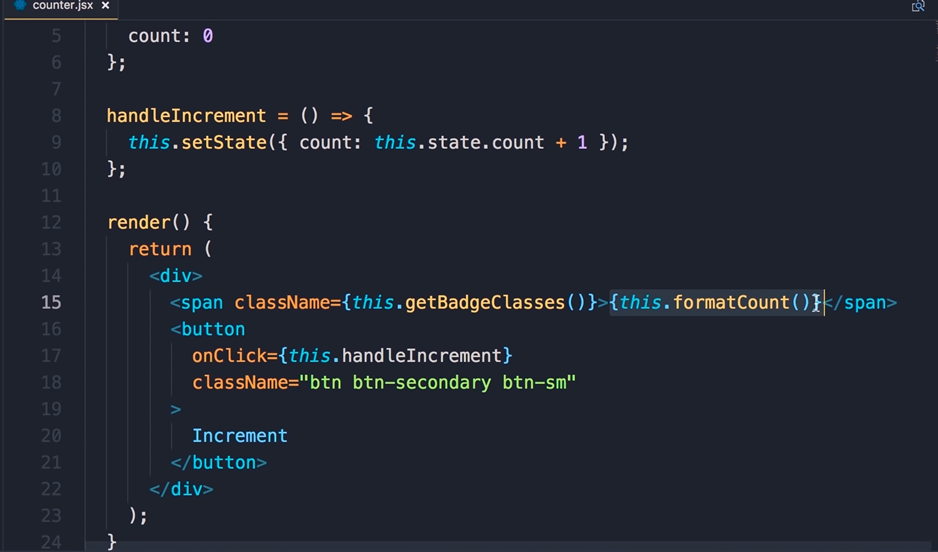 counter.jsx ×
5 count: 0
6 };
7
8 handleIncrement = () => {
9 this.setState({ count: this.state.count + 1 });
10 };
11
12 render() {
13 return (
14 <div>
15 <span className={this.getBadgeClasses()}>{this.formatCount()}</span>
16 <button
17 onClick={this.handleIncrement}
18 className="btn btn-secondary btn-sm"
19 >
20 Increment
21 </button>
22 </div>
23 );
24 }